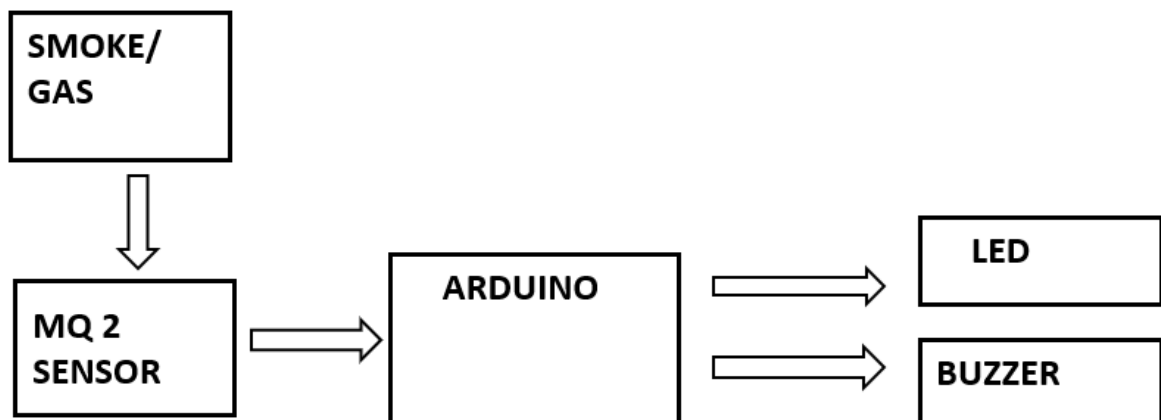 SMOKE/
GAS
MQ 2
SENSOR
ARDUINO
LED
BUZZER